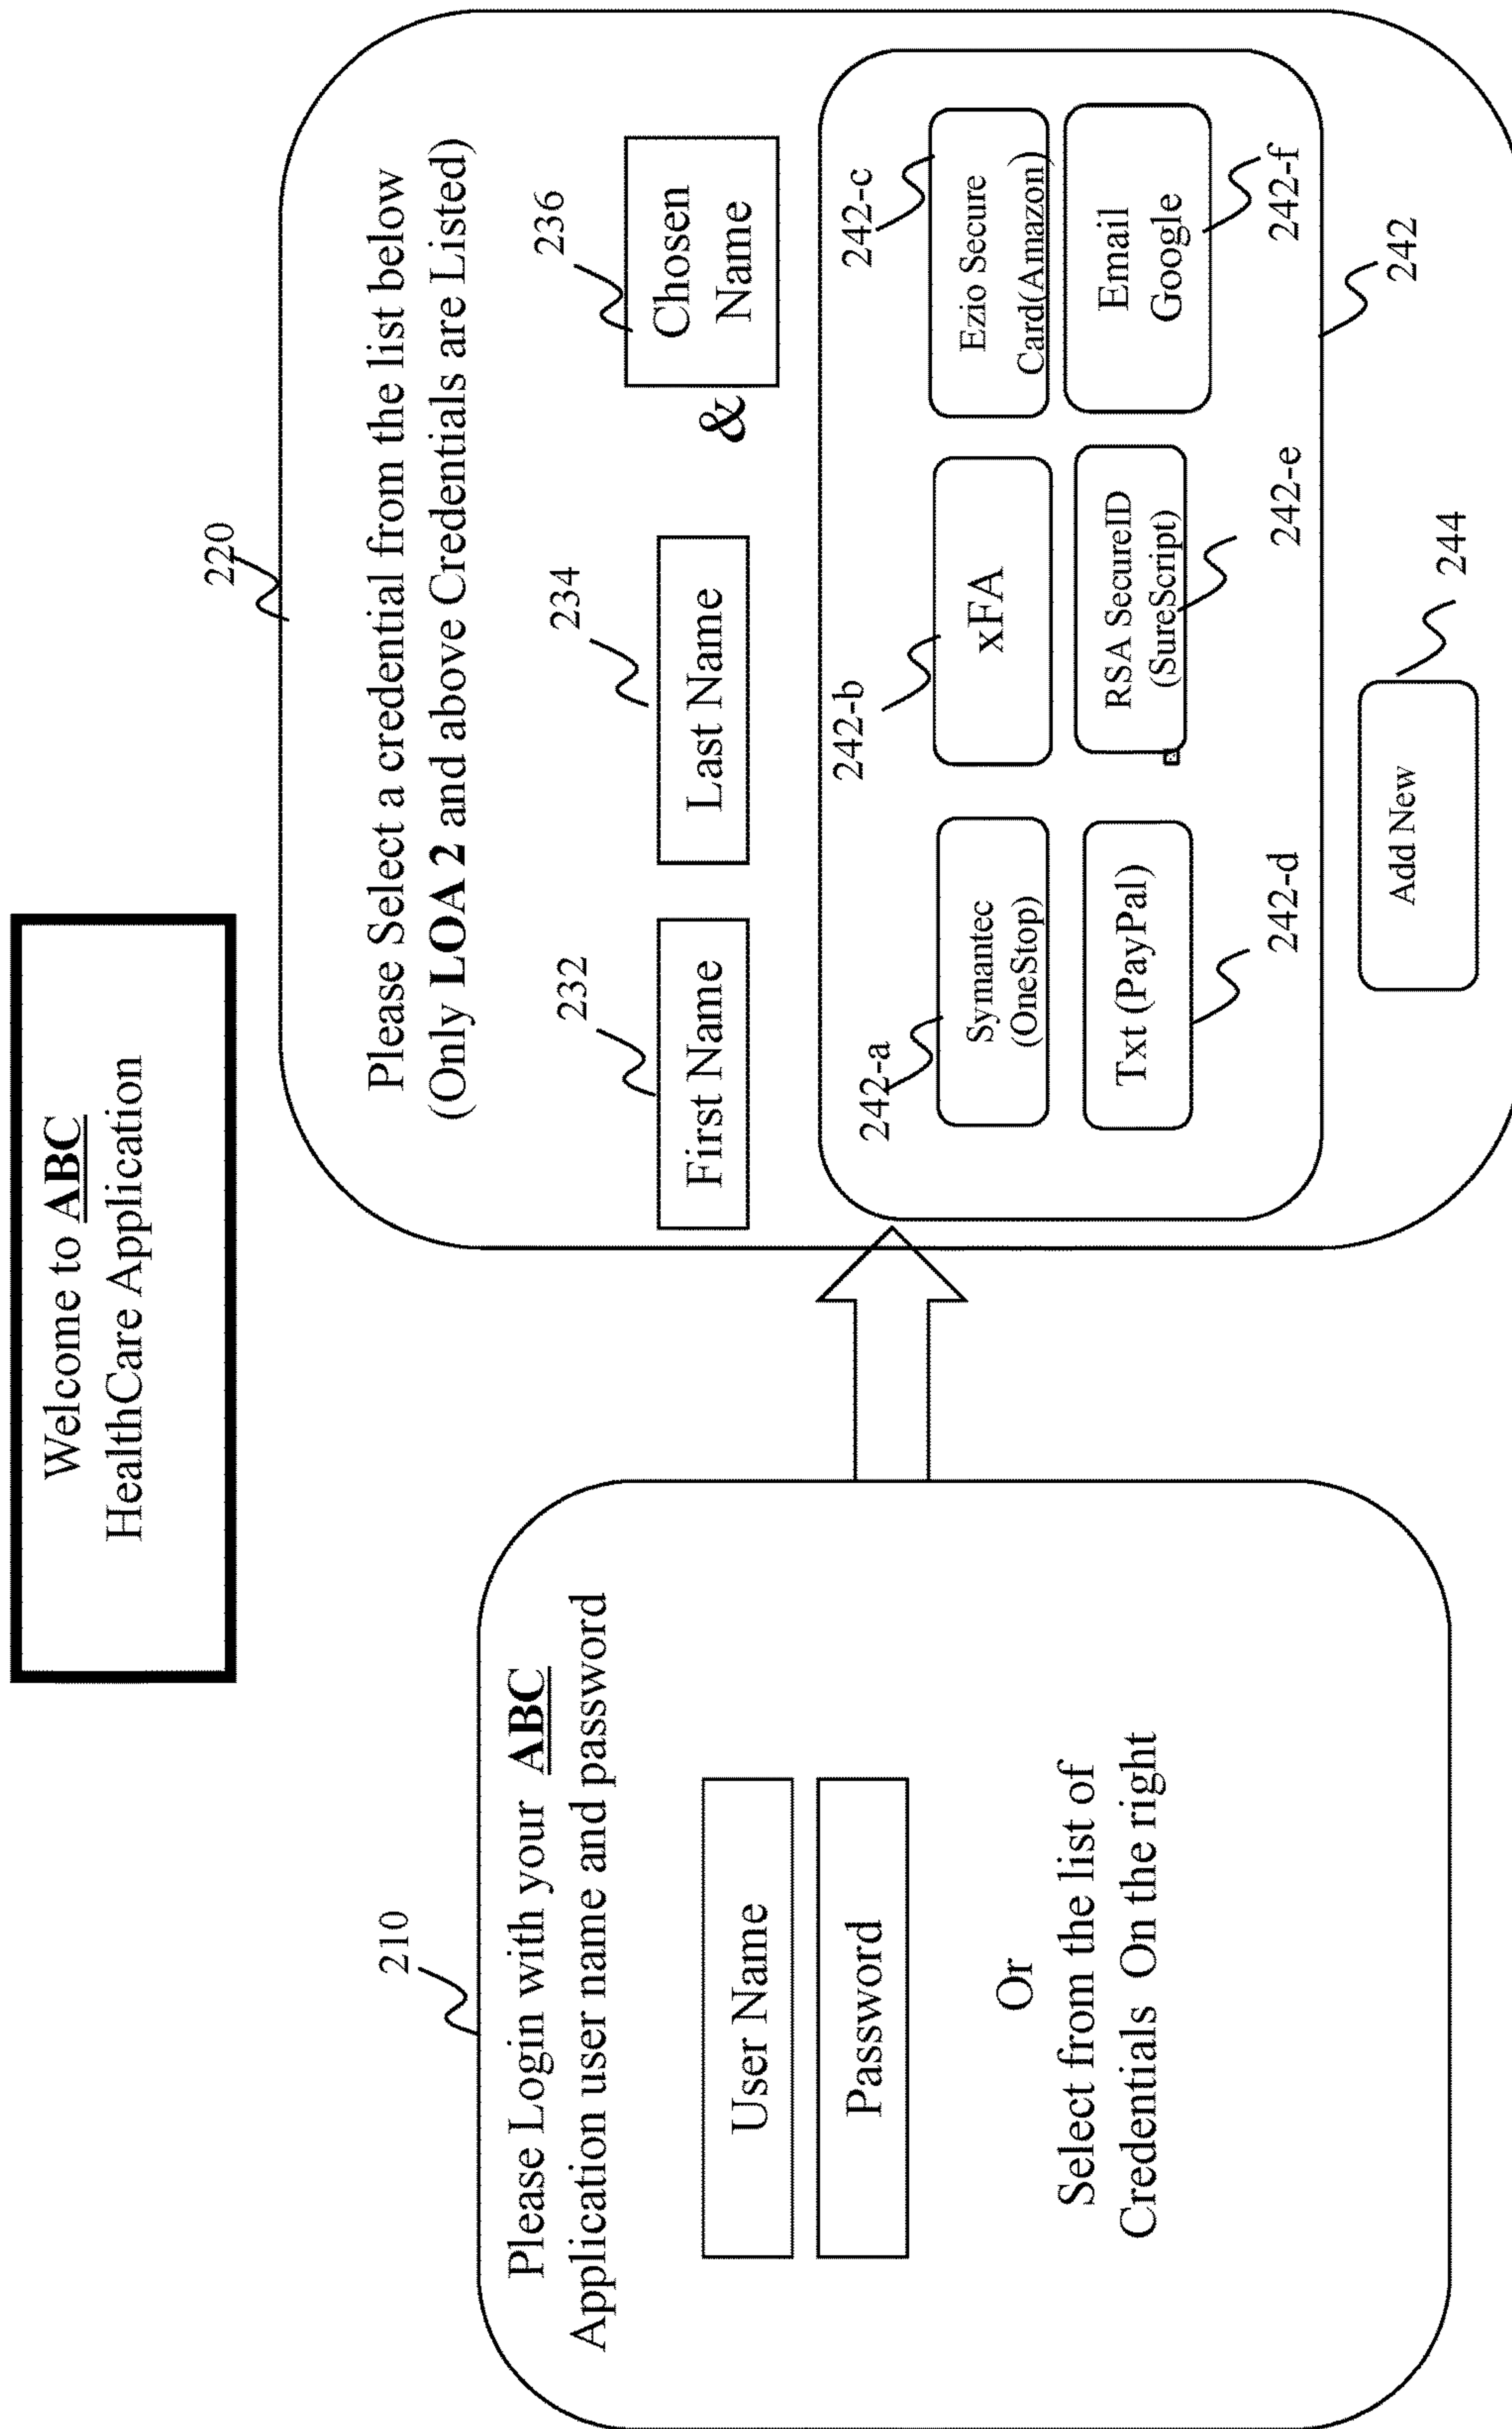 Welcome to ABC
HealthCare Application
210
Please Login with your ABC
Application user name and password
User Name
Password
Or
Select from the list of
Credentials On the right
220
Please Select a credential from the list below
(Only LOA 2 and above Credentials are Listed)
232
234
236
First Name
Last Name
&
Chosen
Name
242-a
242-b
242-c
Symantec
(OneStop)
xFA
Ezio Secure
Card(Amazon)
Txt (PayPal)
RSA SecureID
(SureScript)
Email
Google
242-d
242-e
242-f
242
Add New
244